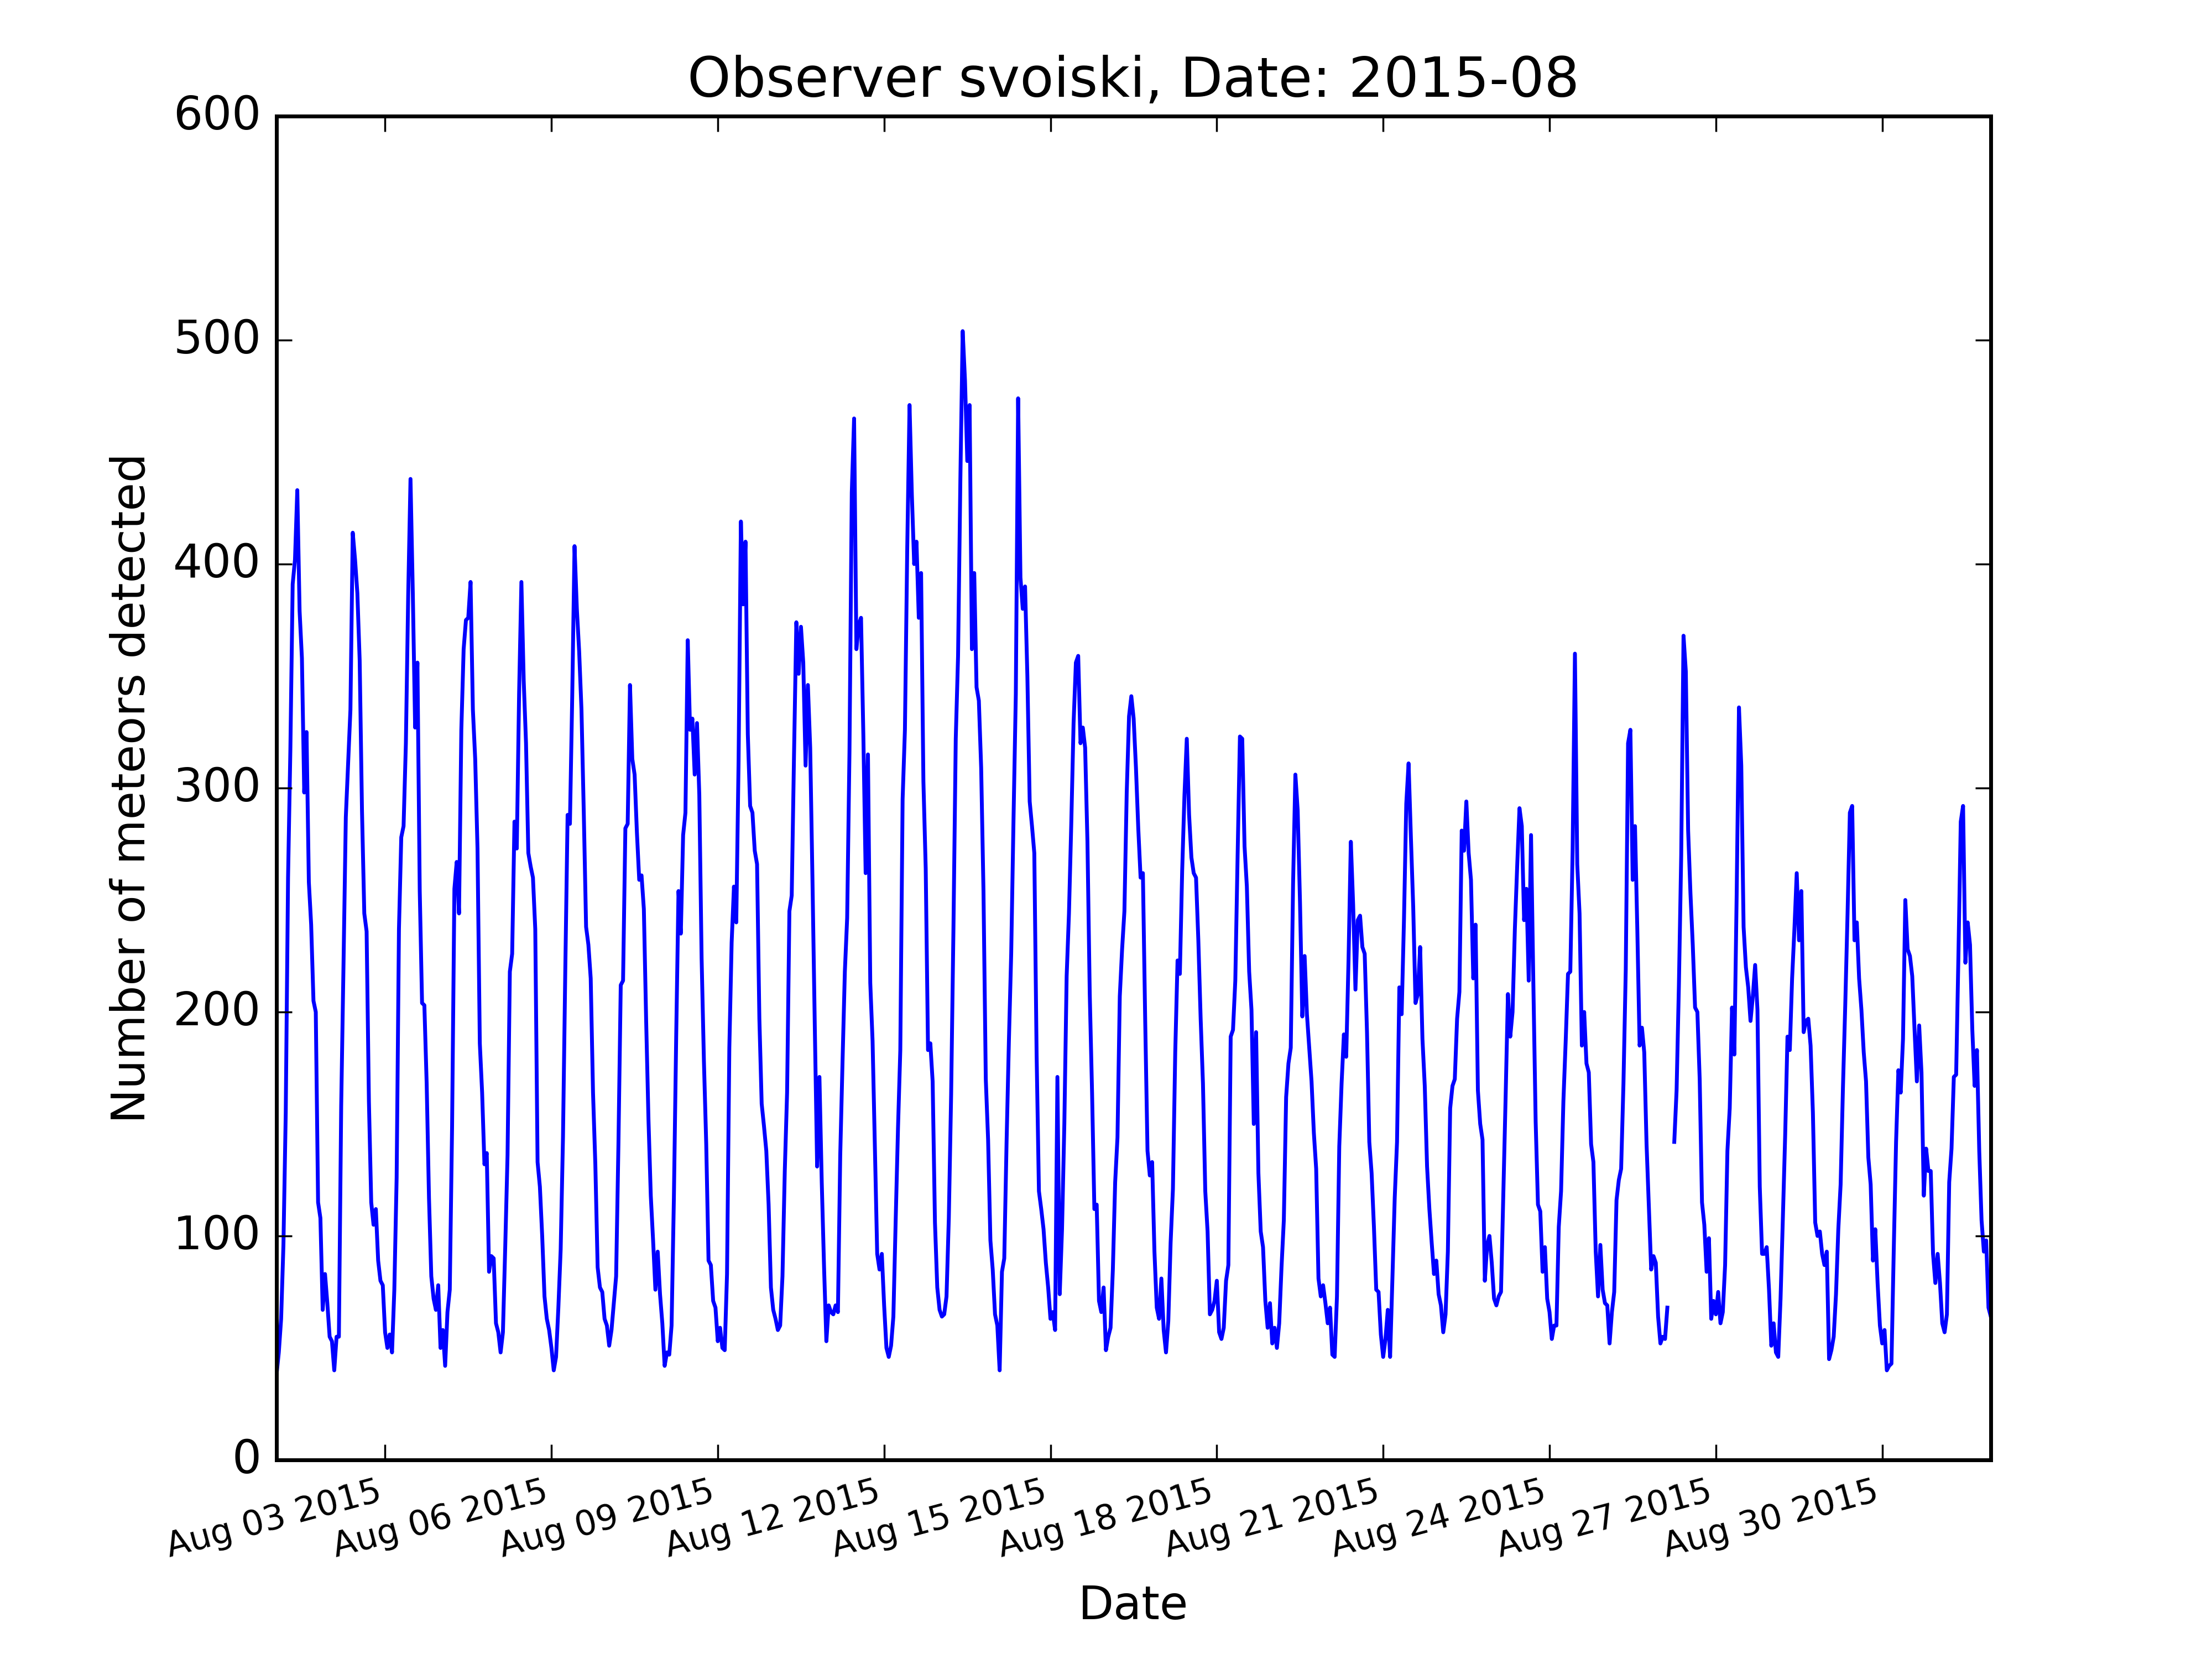 Observer svoiski, Date: 2015-08
600
500
400
300
200
100
0
Number of meteors detected
Aug 03 2015
Aug 06 2015
Aug 09 2015
Aug 12 2015
Aug 15 2015
Aug 18 2015
Aug 21 2015
Aug 24 2015
Aug 27 2015
Aug 30 2015
Date